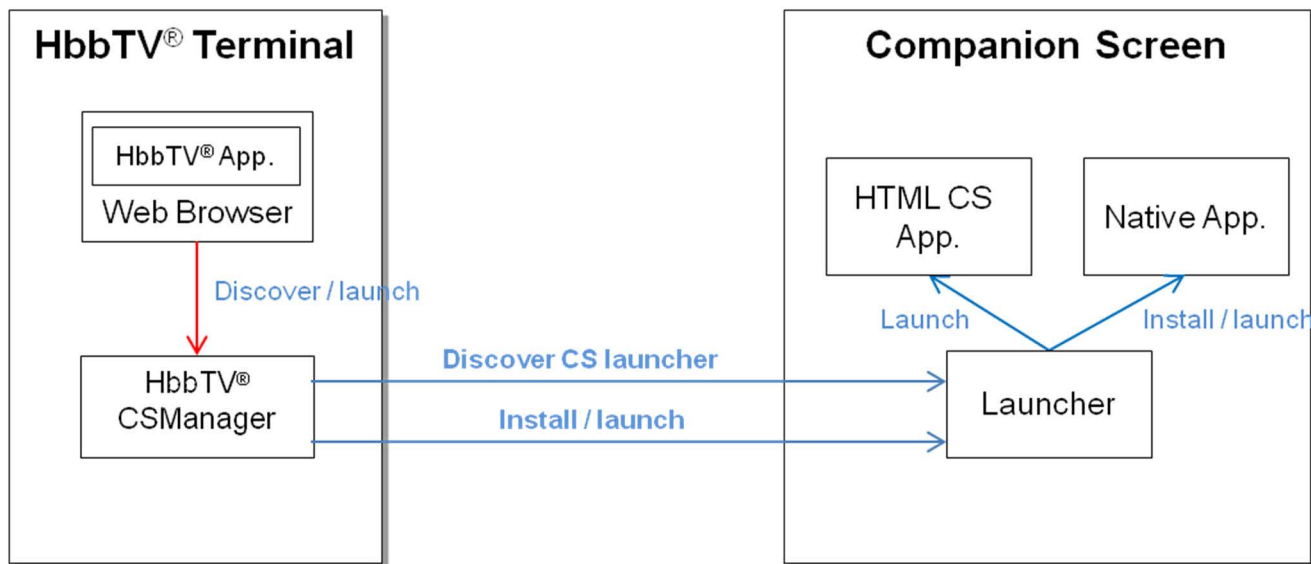 HbbTV® Terminal
HbbTV® App.
Web Browser
Discover / launch
HbbTV®
CSManager
Discover CS launcher
Install / launch
Companion Screen
HTML CS
App.
Native App.
Launch
Install / launch
Launcher